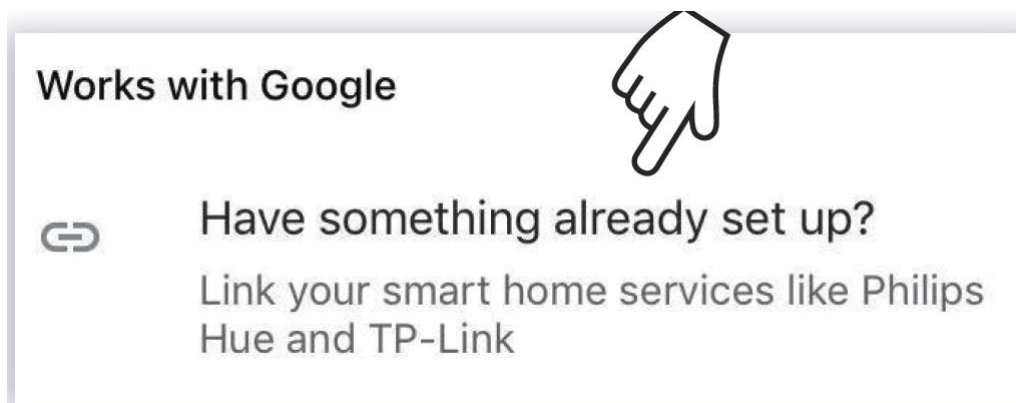 Works with Google
Have something already set up?
Link your smart home services like Philips
Hue and TP-Link